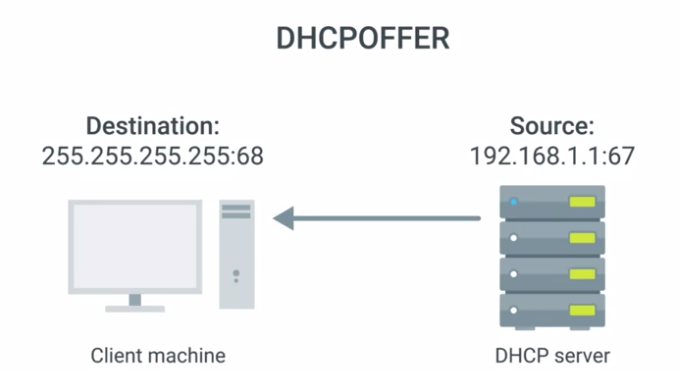 DHCPOFFER
Destination:
255.255.255.255:68
Source:
192.168.1.1:67
Client machine
DHCP server